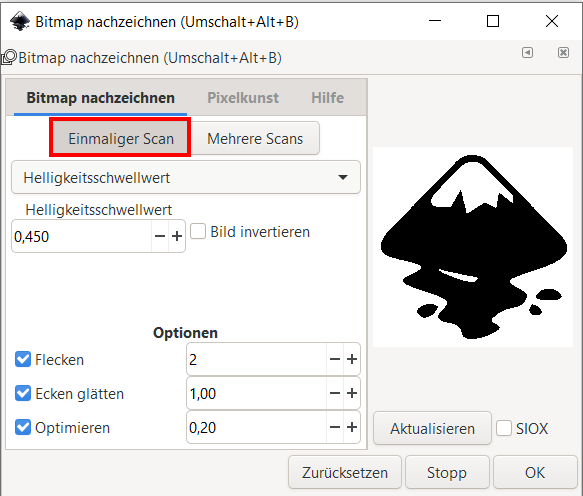 Bitmap nachzeichnen (Umschalt+Alt+B)
Bitmap nachzeichnen (Umschalt+Alt+B)
Bitmap nachzeichnen Pixelkunst Hilfe
Einmaliger Scan Mehrere Scans
Helligkeitsschwellwert
Helligkeitsschwellwert
0,450 Bild invertieren
Optionen
Flecken 2
Ecken glätten 1,00
Optimieren 0,20
Aktualisieren SIOX
Zurücksetzen Stopp OK